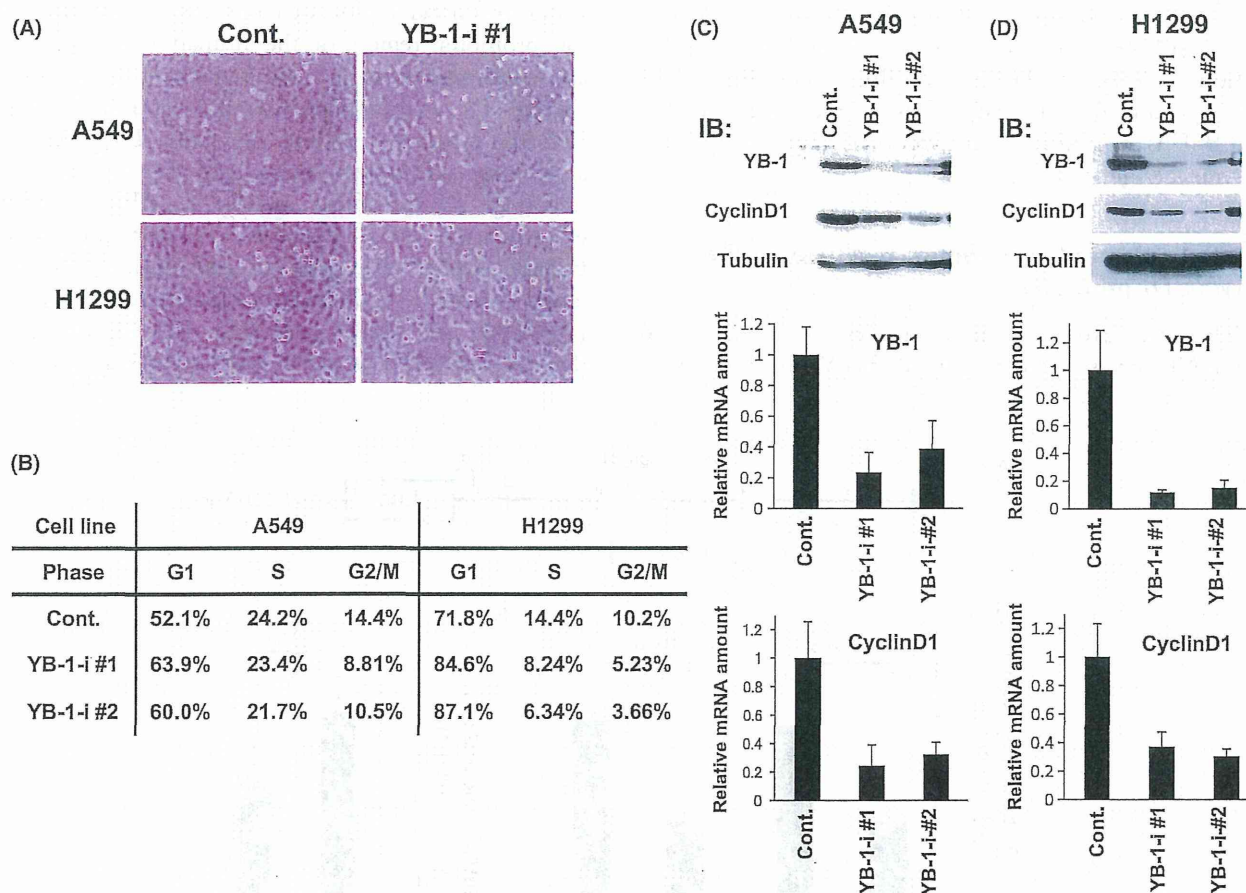 (A)
Cont. YB-1-i #1
A549
H1299
(B)
Cell line A549 H1299
Phase G1 S G2/M G1 S G2/M
Cont. 52.1% 24.2% 14.4% 71.8% 14.4% 10.2%
YB-1-i #1 63.9% 23.4% 8.81% 84.6% 8.24% 5.23%
YB-1-i #2 60.0% 21.7% 10.5% 87.1% 6.34% 3.66%
(C) A549
Cont. YB-1-i #1 YB-1-i-#2
IB:
YB-1
CyclinD1
Tubulin
Relative mRNA amount
1.2
1
0.8
0.6
0.4
0.2
0
YB-1
Cont. YB-1-i #1 YB-1-i-#2
Relative mRNA amount
1.2
1
0.8
0.6
0.4
0.2
0
CyclinD1
Cont. YB-1-i #1 YB-1-i-#2
(D) H1299
Cont. YB-1-i #1 YB-1-i-#2
IB:
YB-1
CyclinD1
Tubulin
Relative mRNA amount
1.2
1
0.8
0.6
0.4
0.2
0
YB-1
Cont. YB-1-i #1 YB-1-i-#2
Relative mRNA amount
1.2
1
0.8
0.6
0.4
0.2
0
CyclinD1
Cont. YB-1-i #1 YB-1-i-#2